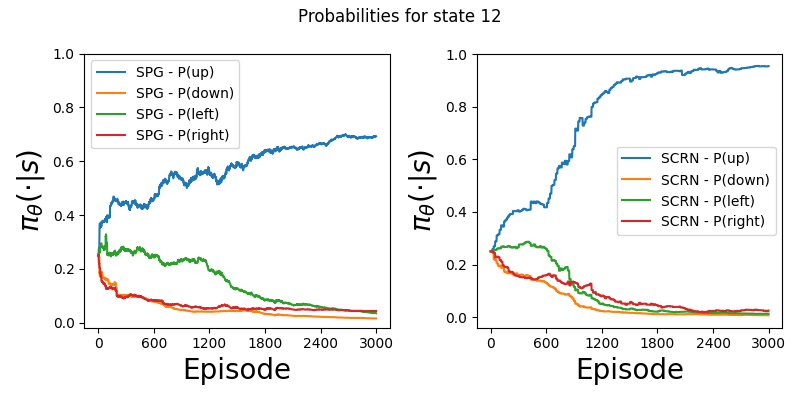 Probabilities for state 12
1.0
0.8
0.6
0.4
0.2
0.0
π_θ(·|s)
SPG - P(up)
SPG - P(down)
SPG - P(left)
SPG - P(right)
0 600 1200 1800 2400 3000
Episode
1.0
0.8
0.6
0.4
0.2
0.0
π_θ(·|s)
SCRN - P(up)
SCRN - P(down)
SCRN - P(left)
SCRN - P(right)
0 600 1200 1800 2400 3000
Episode